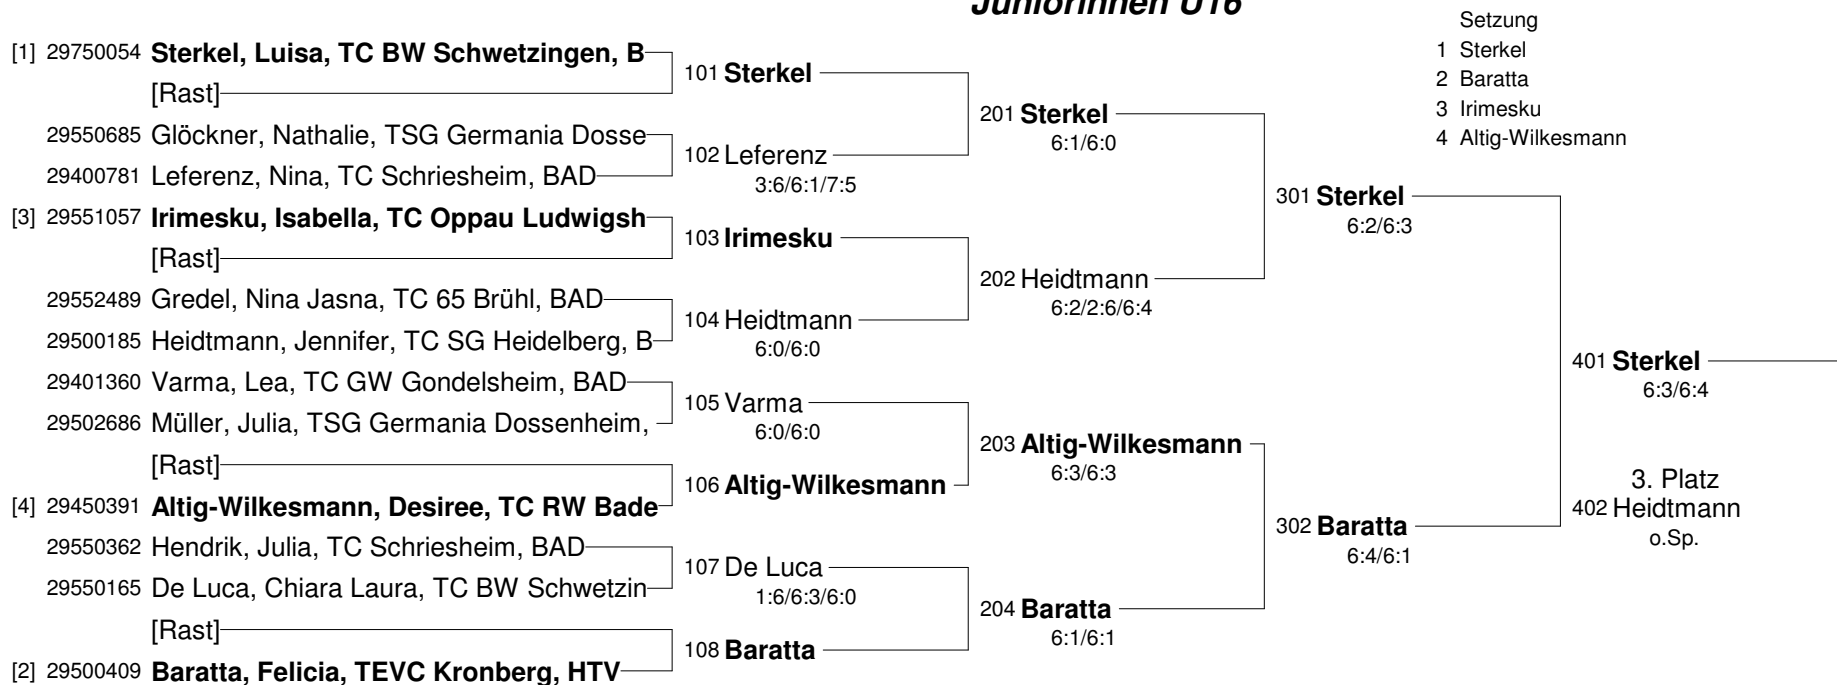 Juniorinnen U16
Setzung
1 Sterkel
2 Baratta
3 Irimesku
4 Altig-Wilkesmann
[1] 29750054 Sterkel, Luisa, TC BW Schwetzingen, B
[Rast]
29550685 Glöckner, Nathalie, TSG Germania Dosse
29400781 Leferenz, Nina, TC Schriesheim, BAD
[3] 29551057 Irimesku, Isabella, TC Oppau Ludwigsh
[Rast]
29552489 Gredel, Nina Jasna, TC 65 Brühl, BAD
29500185 Heidtmann, Jennifer, TC SG Heidelberg, B
29401360 Varma, Lea, TC GW Gondelsheim, BAD
29502686 Müller, Julia, TSG Germania Dossenheim,
[Rast]
[4] 29450391 Altig-Wilkesmann, Desiree, TC RW Bade
29550362 Hendrik, Julia, TC Schriesheim, BAD
29550165 De Luca, Chiara Laura, TC BW Schwetzin
[Rast]
[2] 29500409 Baratta, Felicia, TEVC Kronberg, HTV
101 Sterkel
102 Leferenz
3:6/6:1/7:5
103 Irimesku
104 Heidtmann
6:0/6:0
105 Varma
6:0/6:0
106 Altig-Wilkesmann
107 De Luca
1:6/6:3/6:0
108 Baratta
201 Sterkel
6:1/6:0
202 Heidtmann
6:2/2:6/6:4
203 Altig-Wilkesmann
6:3/6:3
204 Baratta
6:1/6:1
301 Sterkel
6:2/6:3
302 Baratta
6:4/6:1
401 Sterkel
6:3/6:4
3. Platz
402 Heidtmann
o.Sp.